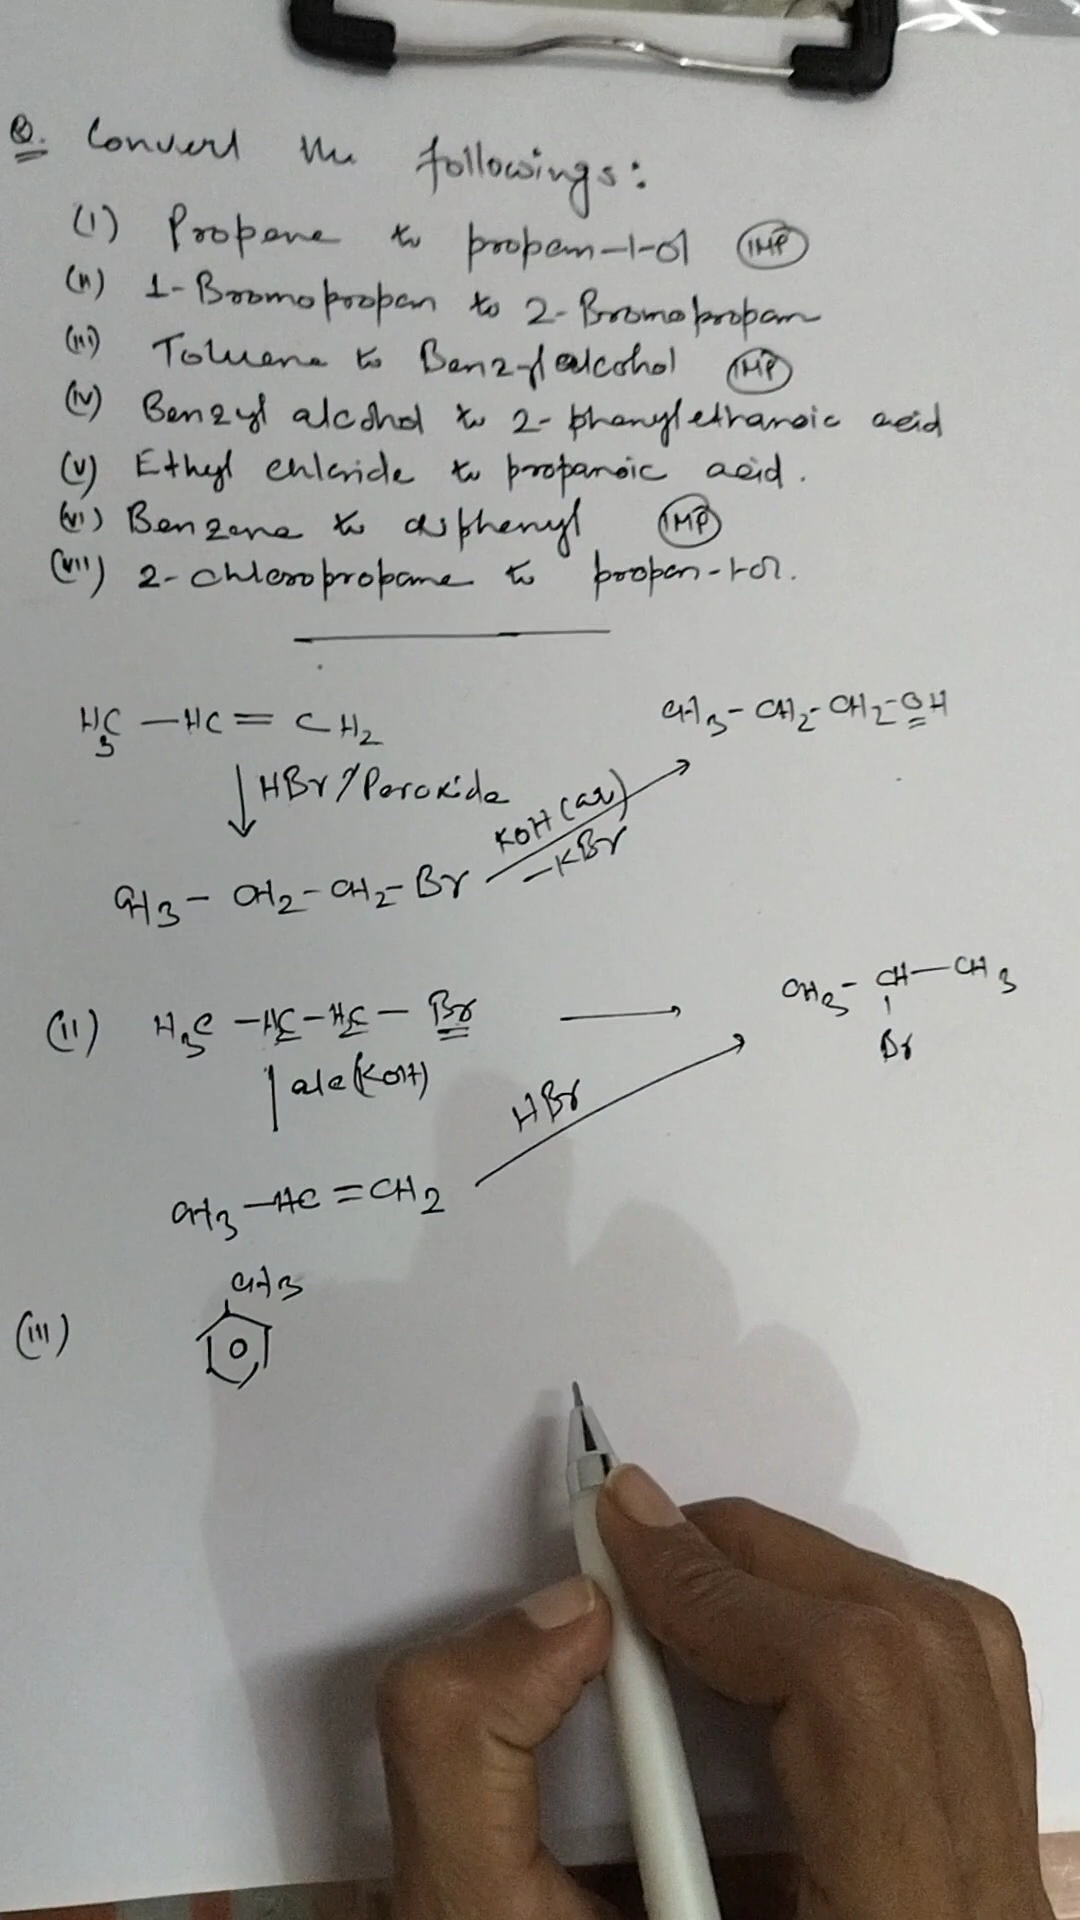 Q. Convert the followings:
(i) Propene to propan-1-ol IMP
(ii) 1-Bromopropan to 2-Bromopropan
(iii) Toluene to Benzyl alcohol IMP
(iv) Benzyl alcohol to 2-phenylethanoic acid
(v) Ethyl chloride to propanoic acid.
(vi) Benzene to diphenyl IMP
(vii) 2-chloropropane to propan-1-ol.
H3C-HC=CH2
CH3-CH2-CH2-OH
HBr/Peroxide
KOH(aq)
-KBr
CH3-CH2-CH2-Br
CH3-CH-CH3
Br
(ii) H3C-HC-HC-Br
alc(KOH)
HBr
CH3-HC=CH2
CH3
(iii)